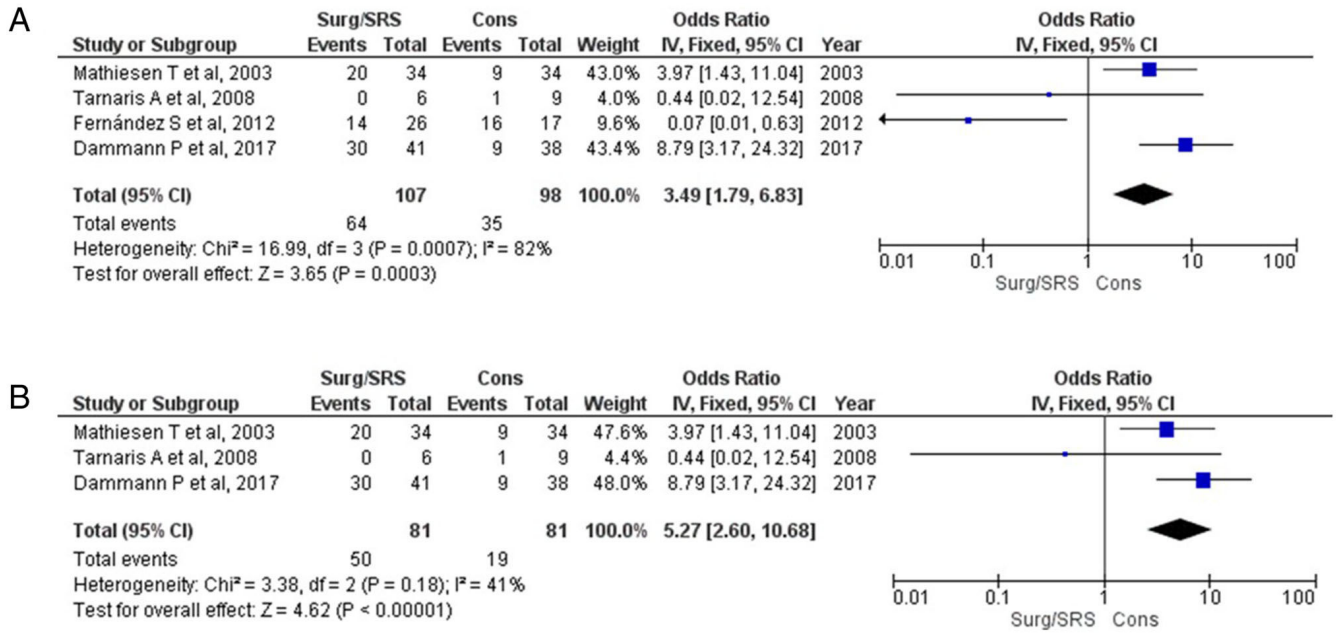 A
Surg/SRS Cons Odds Ratio Odds Ratio
Study or Subgroup Events Total Events Total Weight IV, Fixed, 95% CI Year IV, Fixed, 95% CI
Mathiesen T et al, 2003 20 34 9 34 43.0% 3.97 [1.43, 11.04] 2003
Tarnaris A et al, 2008 0 6 1 9 4.0% 0.44 [0.02, 12.54] 2008
Fernández S et al, 2012 14 26 16 17 9.6% 0.07 [0.01, 0.63] 2012
Dammann P et al, 2017 30 41 9 38 43.4% 8.79 [3.17, 24.32] 2017
Total (95% CI) 107 98 100.0% 3.49 [1.79, 6.83]
Total events 64 35
Heterogeneity: Chi² = 16.99, df = 3 (P = 0.0007); I² = 82%
Test for overall effect: Z = 3.65 (P = 0.0003)
0.01 0.1 1 10 100
Surg/SRS Cons
B
Surg/SRS Cons Odds Ratio Odds Ratio
Study or Subgroup Events Total Events Total Weight IV, Fixed, 95% CI Year IV, Fixed, 95% CI
Mathiesen T et al, 2003 20 34 9 34 47.6% 3.97 [1.43, 11.04] 2003
Tarnaris A et al, 2008 0 6 1 9 4.4% 0.44 [0.02, 12.54] 2008
Dammann P et al, 2017 30 41 9 38 48.0% 8.79 [3.17, 24.32] 2017
Total (95% CI) 81 81 100.0% 5.27 [2.60, 10.68]
Total events 50 19
Heterogeneity: Chi² = 3.38, df = 2 (P = 0.18); I² = 41%
Test for overall effect: Z = 4.62 (P < 0.00001)
0.01 0.1 1 10 100
Surg/SRS Cons